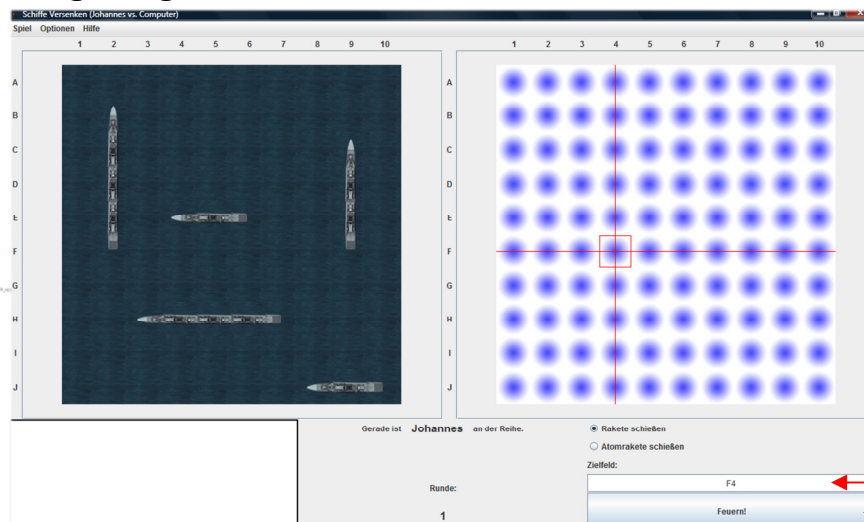 Schiffe Versenken (Johannes vs. Computer)
Spiel Optionen Hilfe
1 2 3 4 5 6 7 8 9 10
1 2 3 4 5 6 7 8 9 10
A A
B B
C C
D D
E E
F F
G G
H H
I I
J J
Gerade ist Johannes an der Reihe.
Rakete schießen
Atomrakete schießen
Zielfeld:
F4
Runde:
Feuern!
1